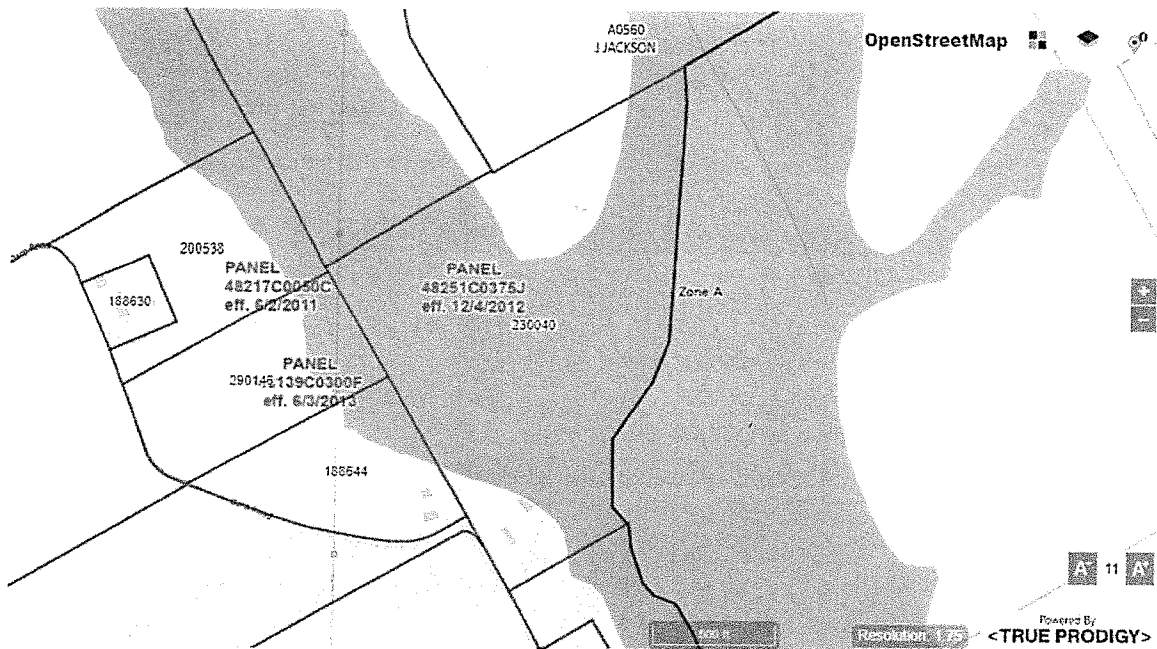 A0560
J JACKSON
OpenStreetMap
200538
PANEL
48217C0050C
eff. 6/2/2011
188630
PANEL
48251C0375J
eff. 12/4/2012
230040
Zone A
PANEL
139C0300F
eff. 6/3/2013
188644
A- 11 A+
Resolution 1.75
Powered By
<TRUE PRODIGY>